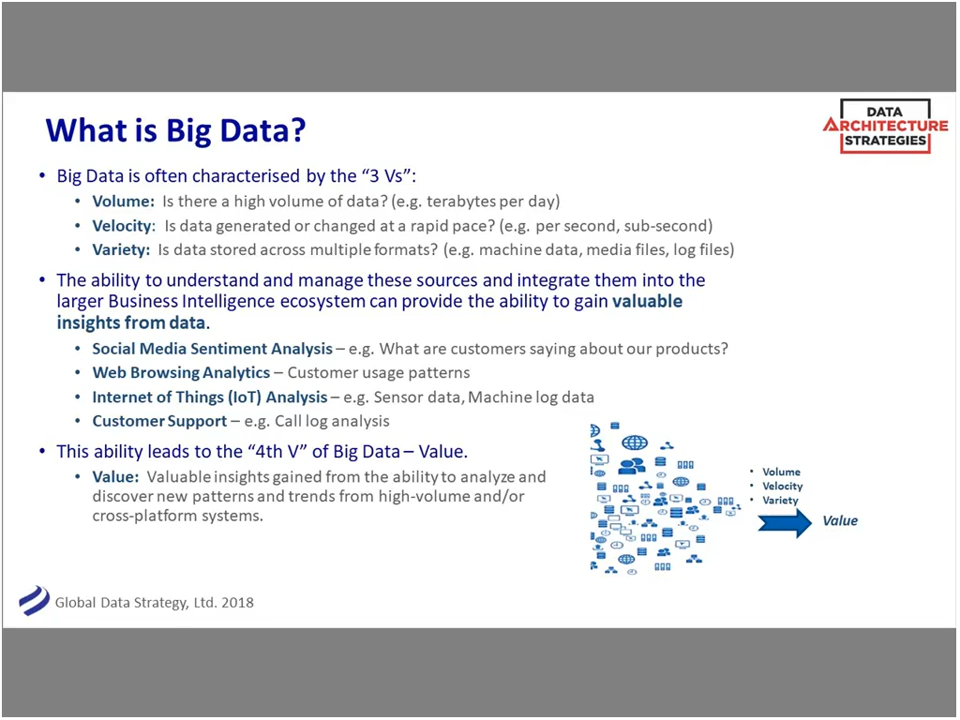 What is Big Data?
DATA
ARCHITECTURE
STRATEGIES
• Big Data is often characterised by the “3 Vs”:
• Volume: Is there a high volume of data? (e.g. terabytes per day)
• Velocity: Is data generated or changed at a rapid pace? (e.g. per second, sub-second)
• Variety: Is data stored across multiple formats? (e.g. machine data, media files, log files)
• The ability to understand and manage these sources and integrate them into the
larger Business Intelligence ecosystem can provide the ability to gain valuable
insights from data.
• Social Media Sentiment Analysis – e.g. What are customers saying about our products?
• Web Browsing Analytics – Customer usage patterns
• Internet of Things (IoT) Analysis – e.g. Sensor data, Machine log data
• Customer Support – e.g. Call log analysis
• This ability leads to the “4th V” of Big Data – Value.
• Value: Valuable insights gained from the ability to analyze and
discover new patterns and trends from high-volume and/or
cross-platform systems.
• Volume
• Velocity
• Variety
Value
Global Data Strategy, Ltd. 2018